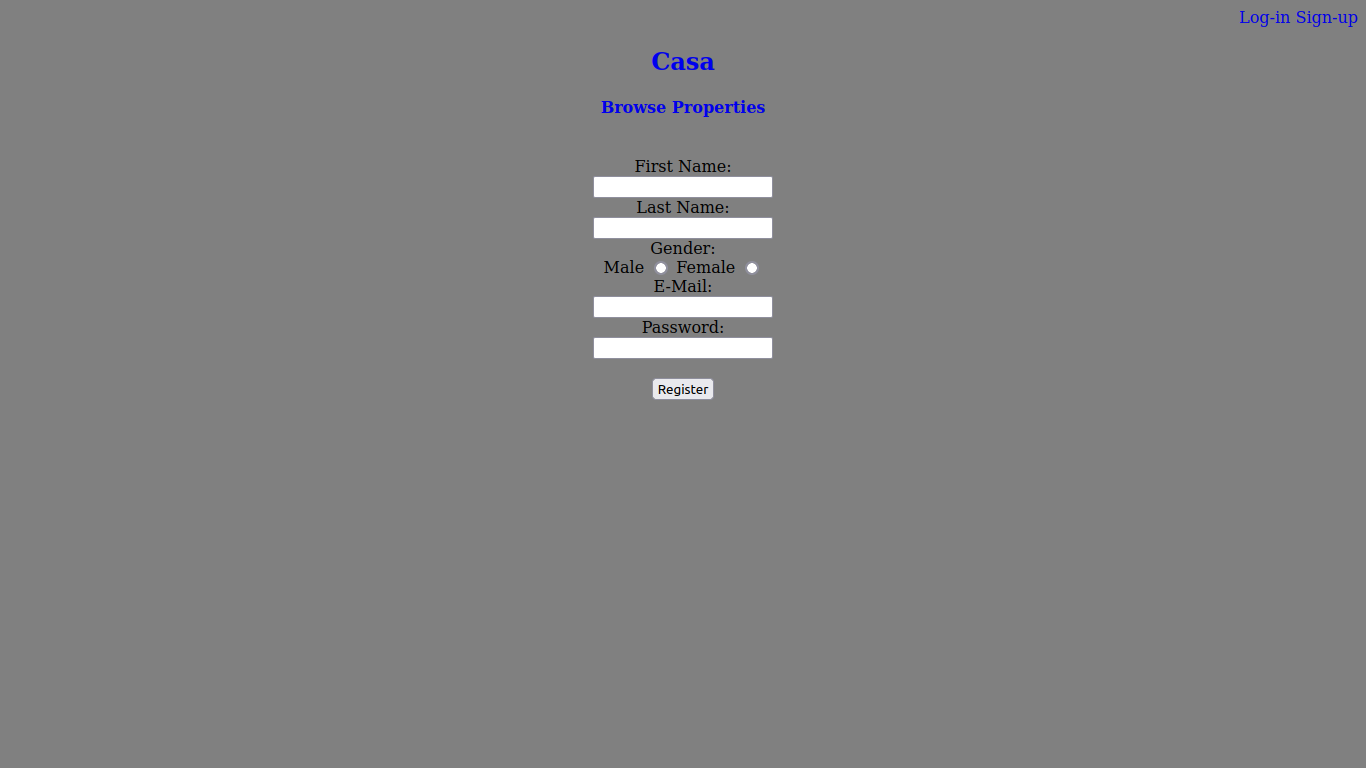 Log-in Sign-up
Casa
Browse Properties
First Name:
Last Name:
Gender:
Male Female
E-Mail:
Password:
Register